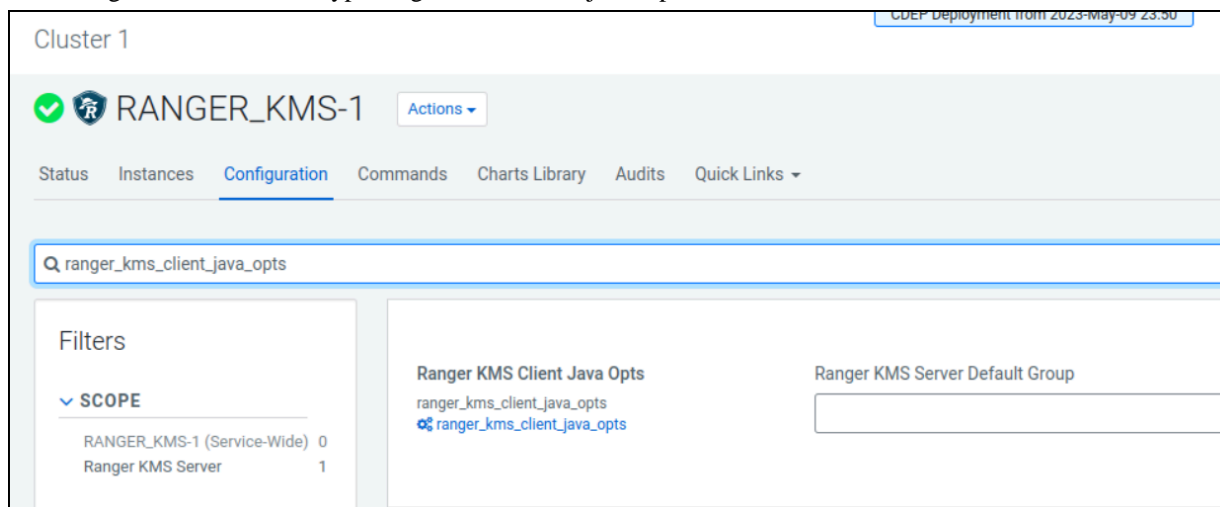 CDEP Deployment from 2023-May-09 23:50
Cluster 1
RANGER_KMS-1 Actions
Status Instances Configuration Commands Charts Library Audits Quick Links
ranger_kms_client_java_opts
Filters
SCOPE
RANGER_KMS-1 (Service-Wide) 0
Ranger KMS Server 1
Ranger KMS Client Java Opts
ranger_kms_client_java_opts
ranger_kms_client_java_opts
Ranger KMS Server Default Group